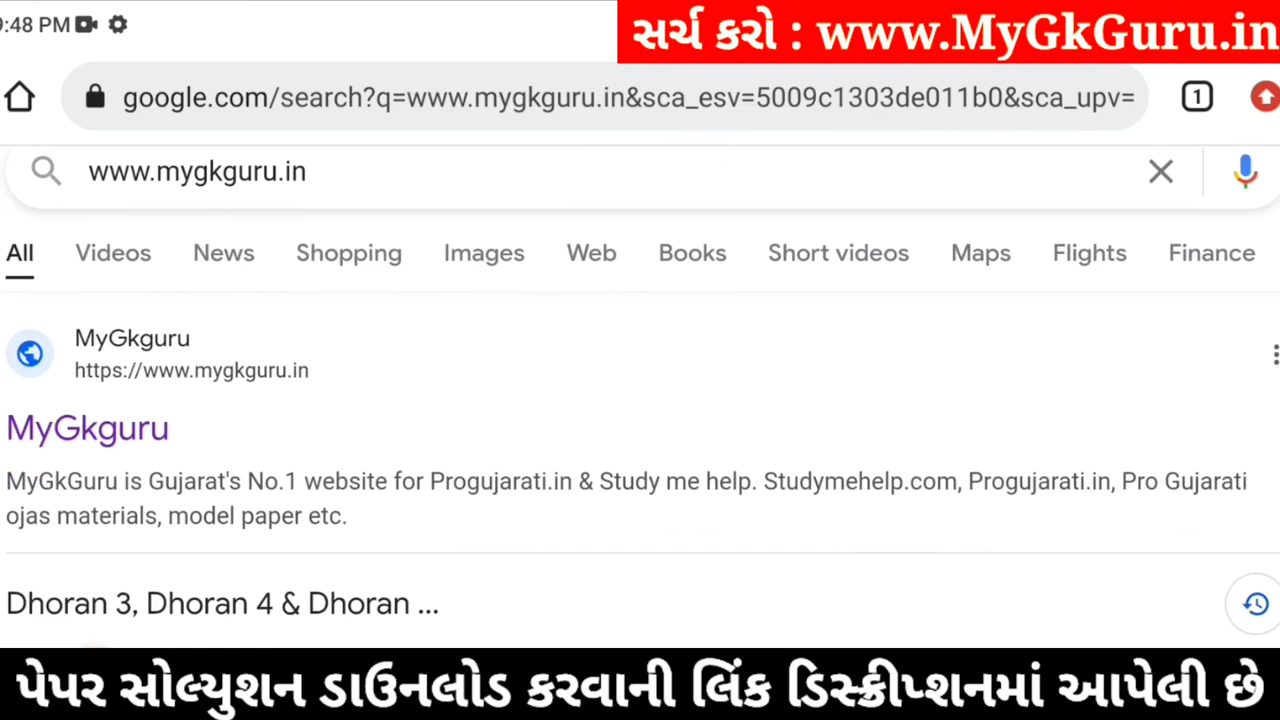 :48 PM
સર્ચ કરો : www.MyGkGuru.in
google.com/search?q=www.mygkguru.in&sca_esv=5009c1303de011b0&sca_upv=
1
www.mygkguru.in
All Videos News Shopping Images Web Books Short videos Maps Flights Finance
MyGkguru
https://www.mygkguru.in
MyGkguru
MyGkGuru is Gujarat's No.1 website for Progujarati.in & Study me help. Studymehelp.com, Progujarati.in, Pro Gujarati
ojas materials, model paper etc.
Dhoran 3, Dhoran 4 & Dhoran ...
પેપર સોલ્યુશન ડાઉનલોડ કરવાની લિંક ડિસ્ક્રીપ્શનમાં આપેલી છે